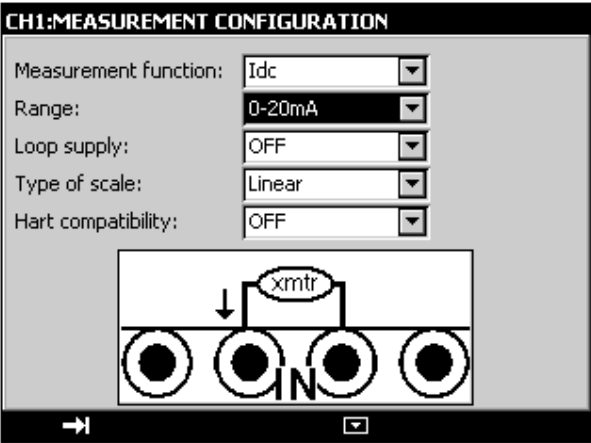 CH1:MEASUREMENT CONFIGURATION
Measurement function: Idc
Range: 0-20mA
Loop supply: OFF
Type of scale: Linear
Hart compatibility: OFF
xmtr
IN